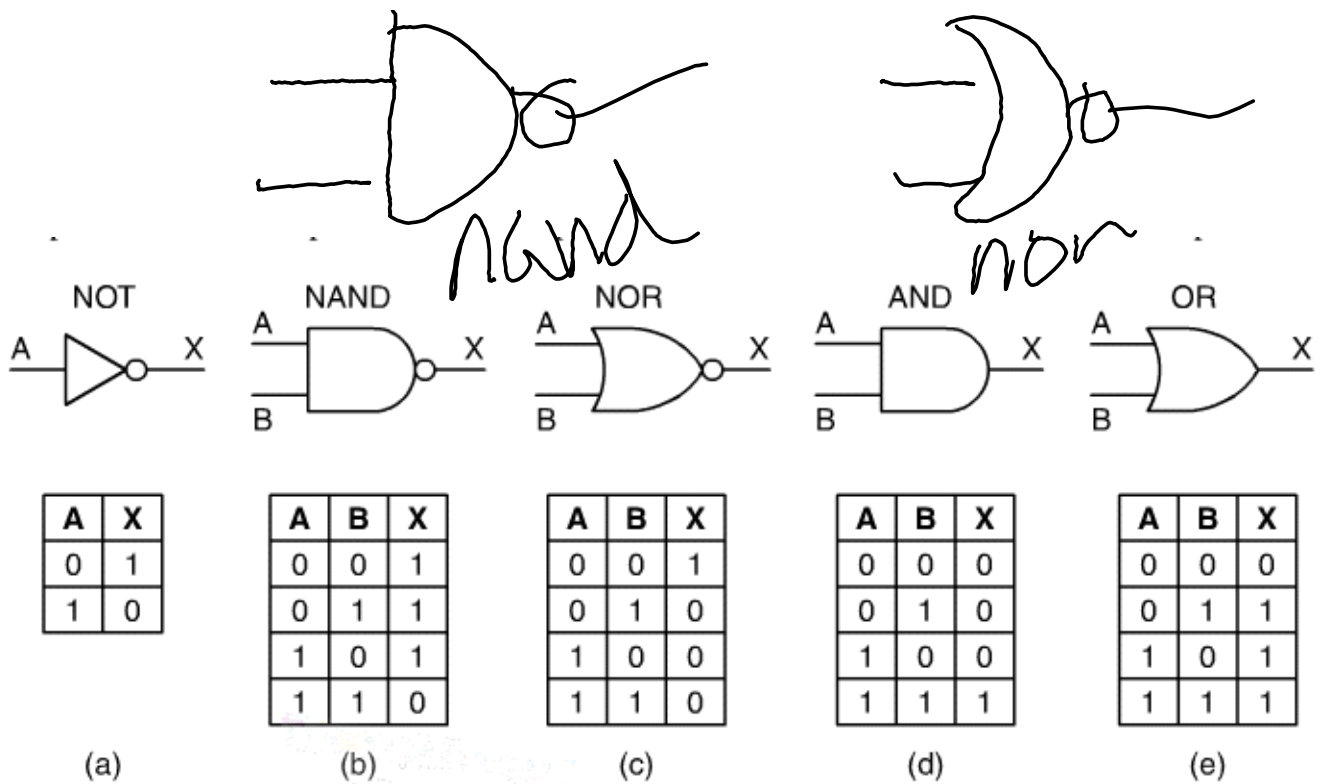 nand nor
NOT NAND NOR AND OR
A X A B X A B X A B X A B X
A X
0 1
1 0
A B X
0 0 1
0 1 1
1 0 1
1 1 0
A B X
0 0 1
0 1 0
1 0 0
1 1 0
A B X
0 0 0
0 1 0
1 0 0
1 1 1
A B X
0 0 0
0 1 1
1 0 1
1 1 1
(a) (b) (c) (d) (e)